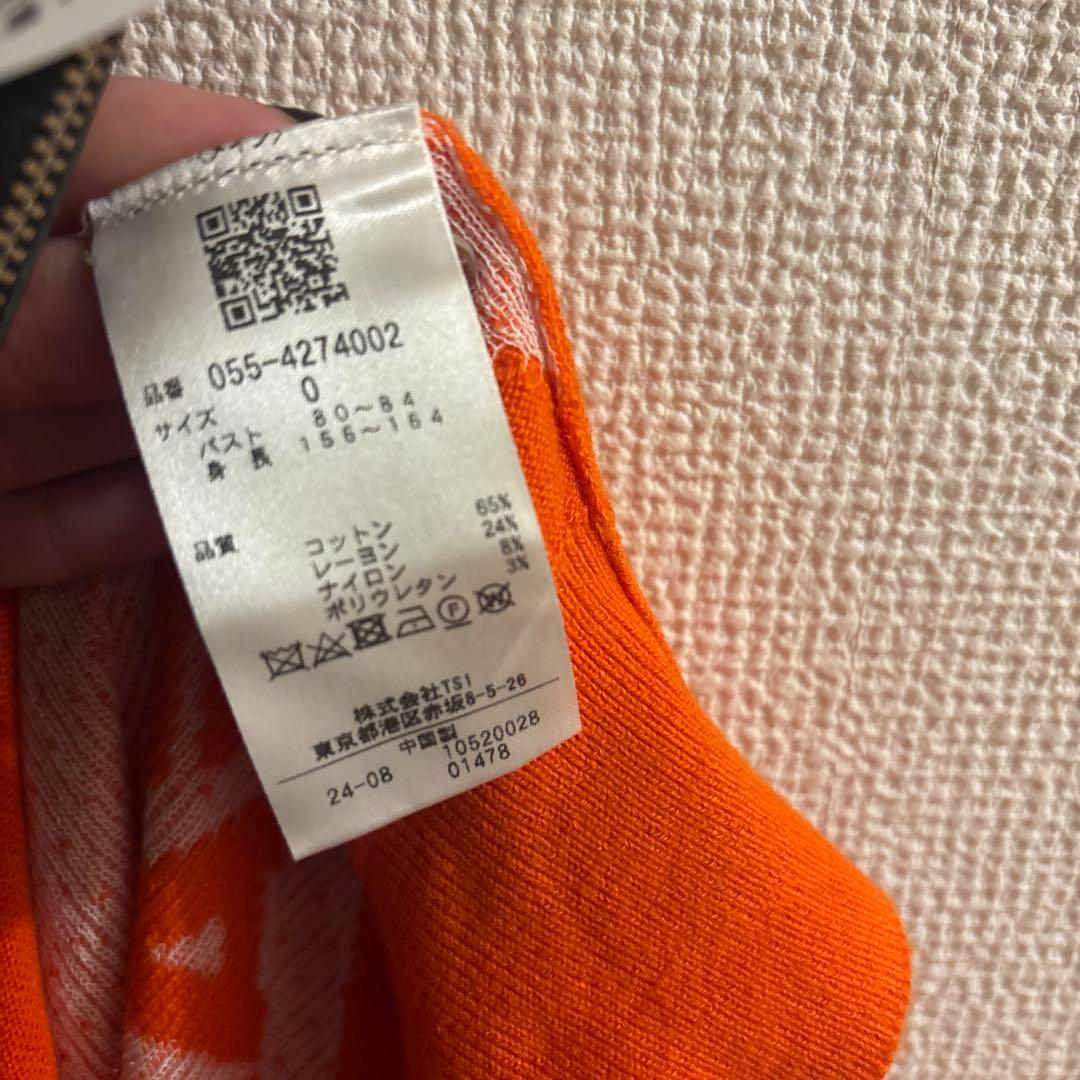 品番 055-4274002
サイズ 0
バスト 80～84
身長 156～164
品質 コットン 65%
レーヨン 24%
ナイロン 8%
ポリウレタン 3%
F W
株式会社TSI
東京都港区赤坂8-5-26
中国製 10520028
24-08 01478